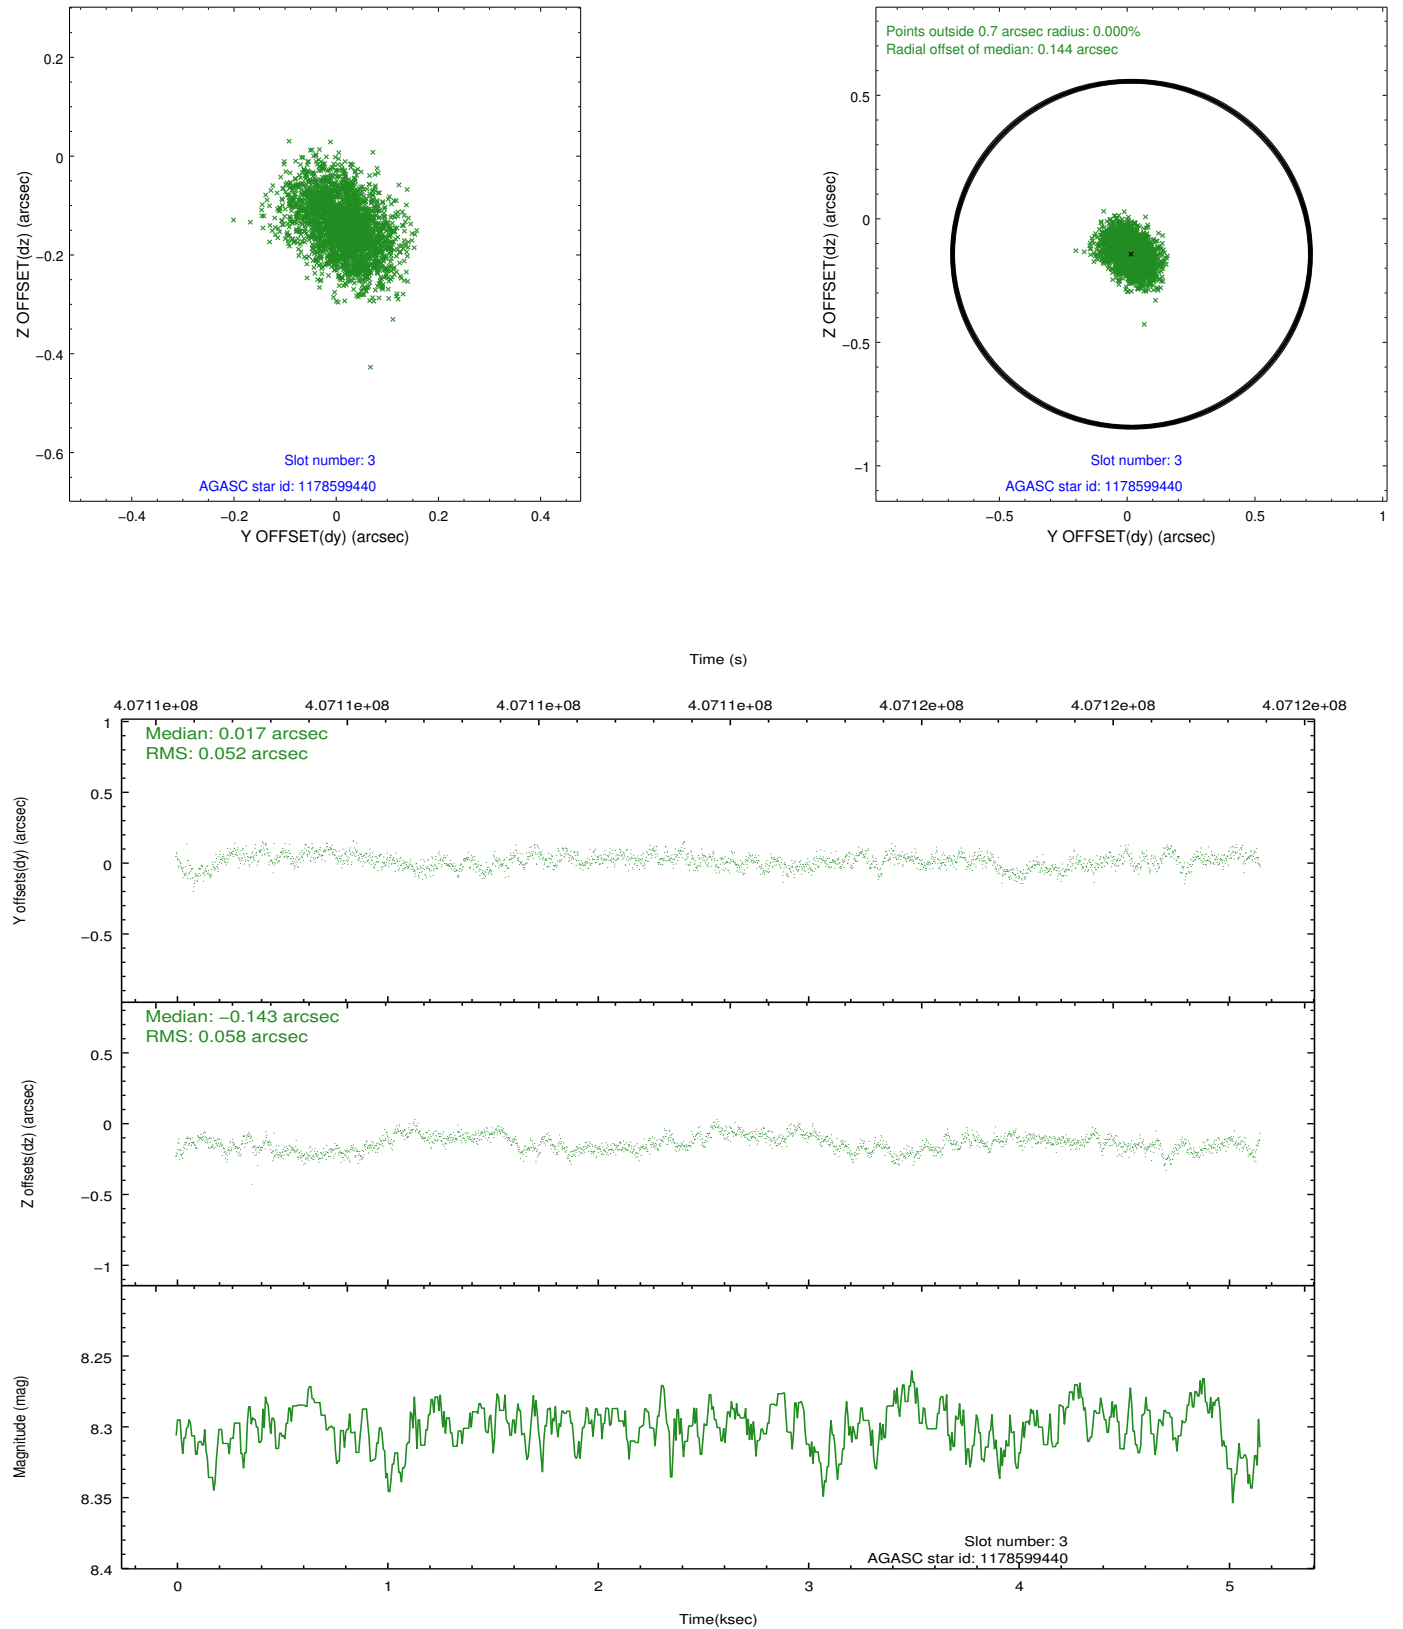 0.2
0
−0.2
−0.4
−0.6
Z OFFSET(dz) (arcsec)
Slot number: 3
AGASC star id: 1178599440
−0.4
−0.2
0
0.2
0.4
Y OFFSET(dy) (arcsec)
Points outside 0.7 arcsec radius: 0.000%
Radial offset of median: 0.144 arcsec
0.5
0
−0.5
−1
Z OFFSET(dz) (arcsec)
Slot number: 3
AGASC star id: 1178599440
−0.5
0
0.5
1
Y OFFSET(dy) (arcsec)
Time (s)
4.0711e+08 4.0711e+08 4.0711e+08 4.0711e+08 4.0712e+08 4.0712e+08 4.0712e+08
Median: 0.017 arcsec
RMS: 0.052 arcsec
1
0.5
0
−0.5
Y offsets(dy) (arcsec)
Median: −0.143 arcsec
RMS: 0.058 arcsec
0.5
0
−0.5
−1
Z offsets(dz) (arcsec)
8.25
8.3
8.35
8.4
Magnitude (mag)
Slot number: 3
AGASC star id: 1178599440
0 1 2 3 4 5
Time(ksec)